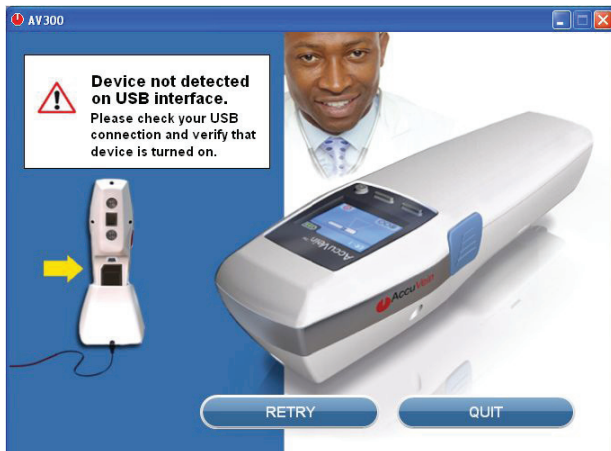 AV300
Device not detected
on USB interface.
Please check your USB
connection and verify that
device is turned on.
AccuVein™
AccuVein
RETRY
QUIT